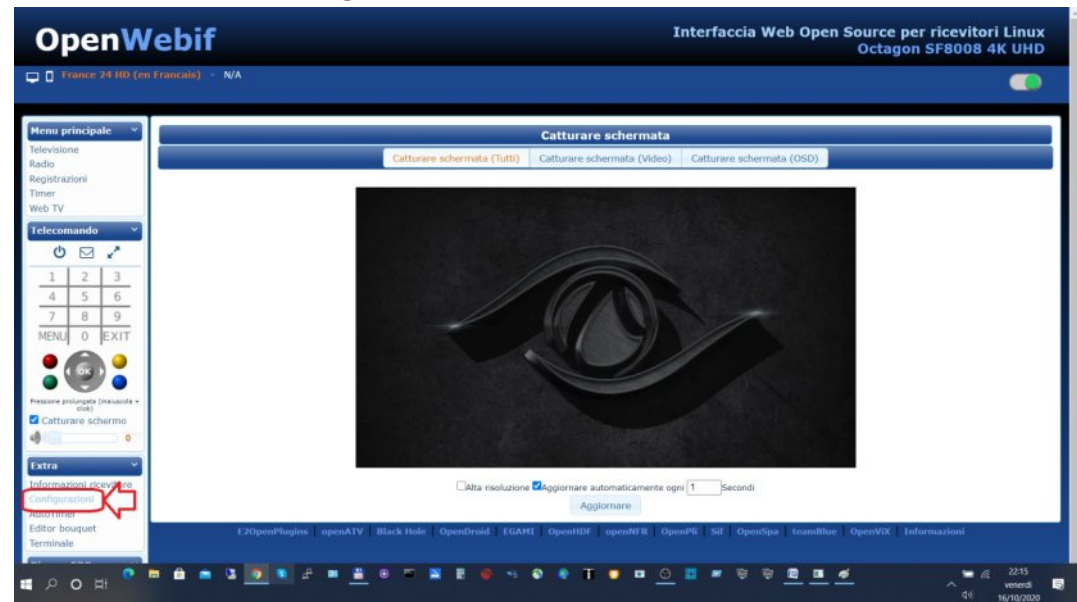 OpenWebif
Interfaccia Web Open Source per ricevitori Linux
Octagon SF8008 4K UHD
France 24 HD (en Francais) - N/A
Menu principale
Televisione
Radio
Registrazioni
Timer
Web TV
Telecomando
1 2 3
4 5 6
7 8 9
MENU 0 EXIT
OK
Pressione prolungata (maiuscola + click)
Catturare schermo
0
Extra
Informazioni ricevitore
Configurazioni
AutoTimer
Editor bouquet
Terminale
Catturare schermata
Catturare schermata (Tutti) Catturare schermata (Video) Catturare schermata (OSD)
Alta risoluzione Aggiornare automaticamente ogni 1 Secondi
Aggiornare
E2OpenPlugins openATV Black Hole OpenDroid EGAMI OpenHDF openNFR OpenPli Sif OpenSpa teamBlue OpenViX Informazioni
22:15
venerdì
16/10/2020